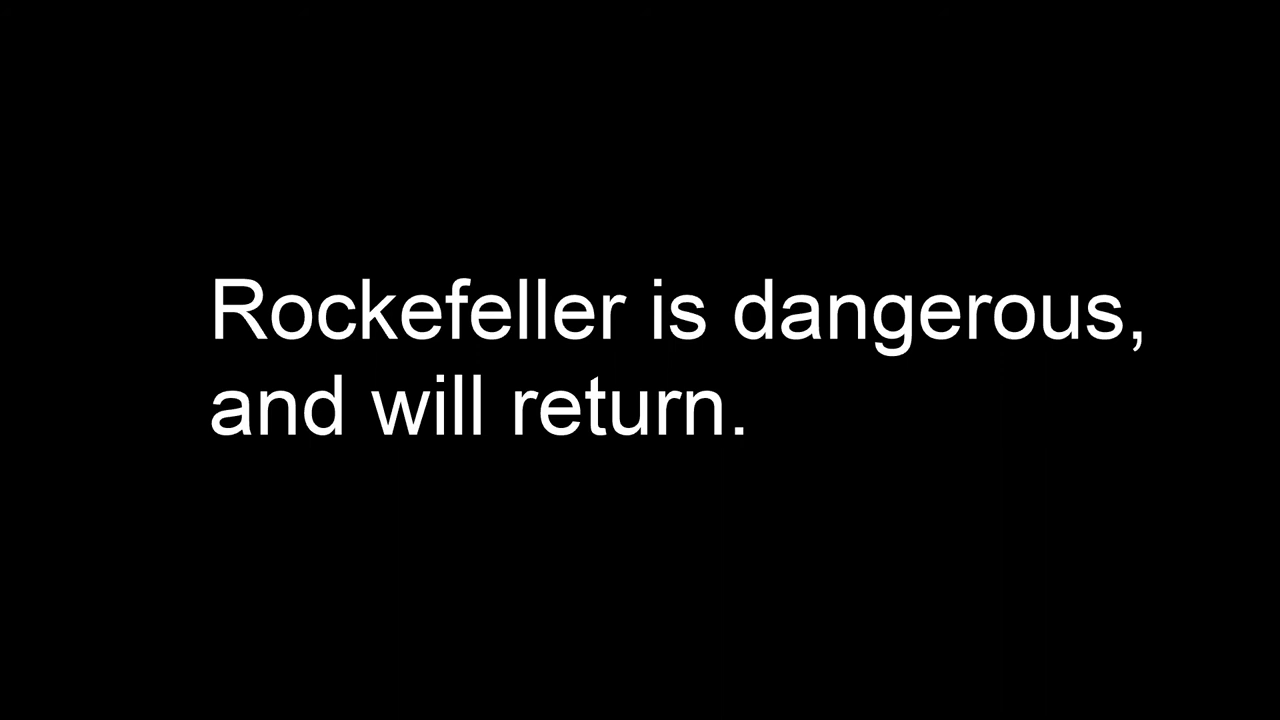 Rockefeller is dangerous,
and will return.